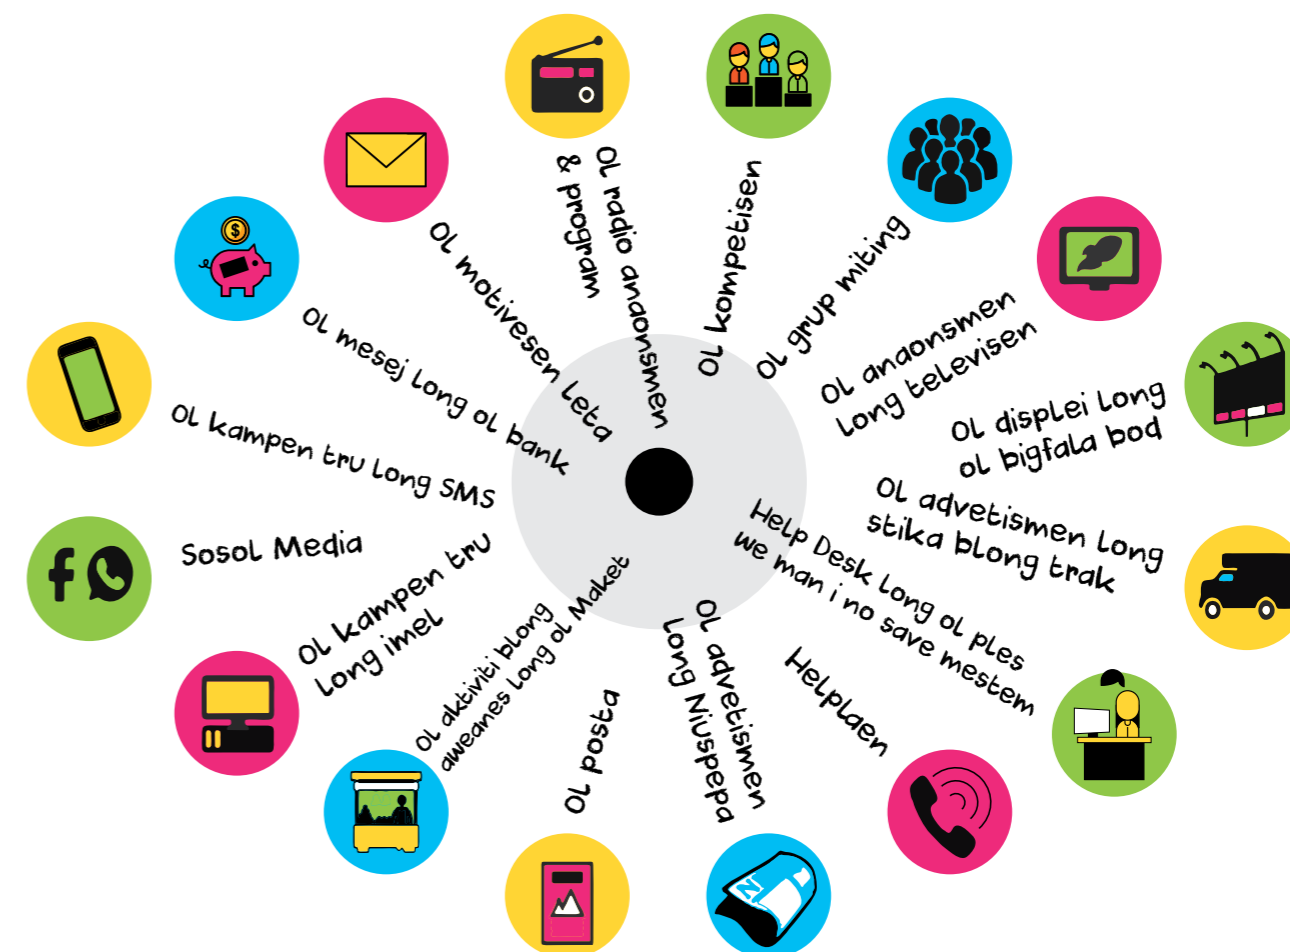 OL radio anaonsmen
& program
OL kompetisen
OL grup miting
OL anaonsmen
Long televisen
OL displei Long
oL bigfala bod
OL advetismen Long
stika blong trak
Help Desk Long oL ples
we man i no save mestem
Helplaen
OL advetismen
Long Niuspepa
OL posta
OL aktiviti blong
aweanes Long oL Maket
OL kampen tru
Long imel
Sosol Media
OL kampen tru Long SMS
OL mesej Long oL bank
OL motivesen Leta
$
N